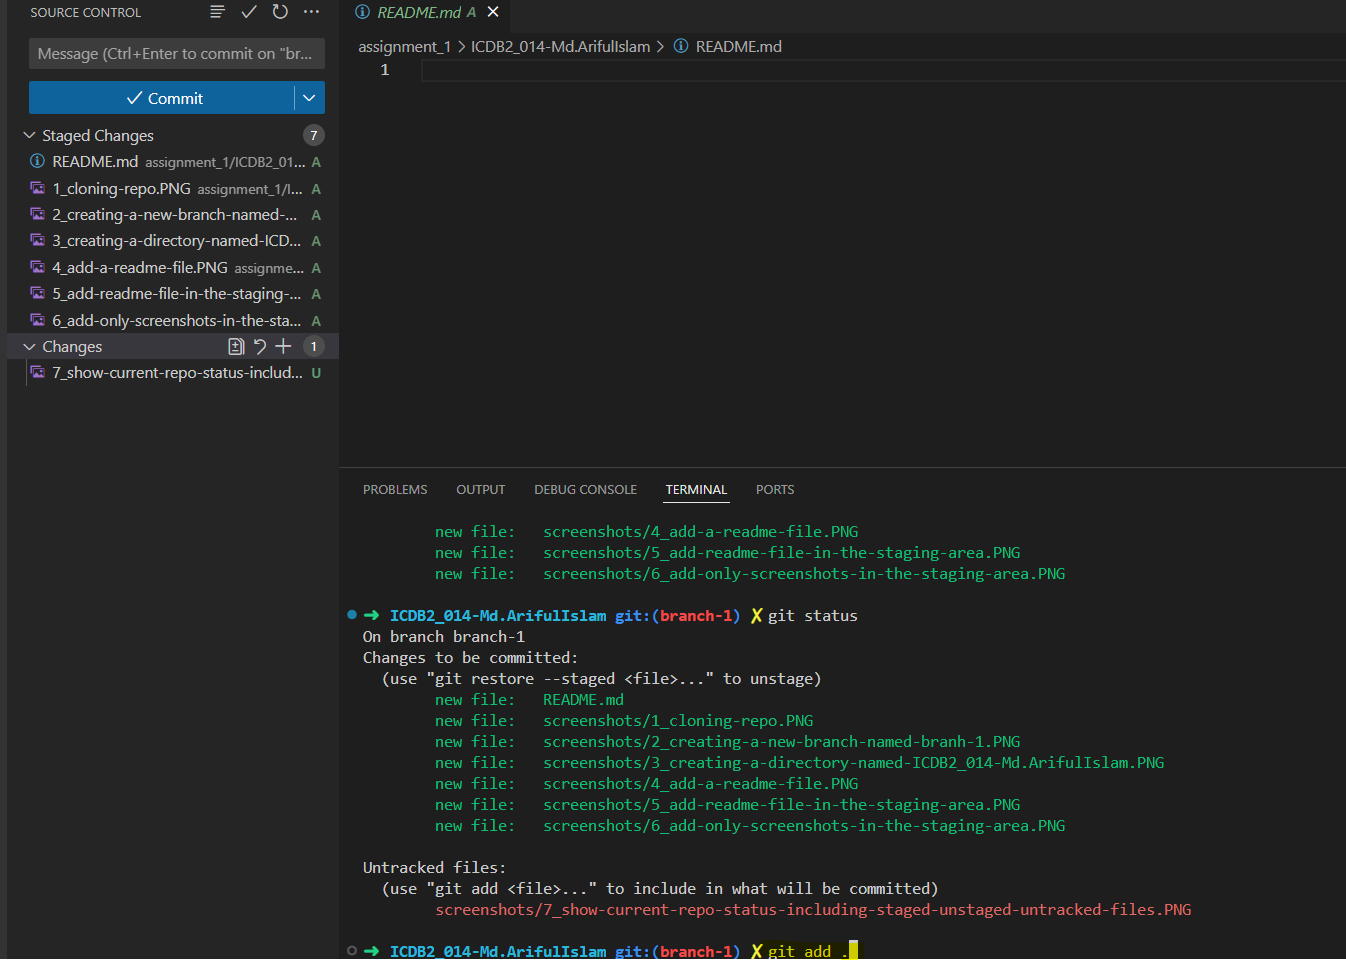 SOURCE CONTROL
Message (Ctrl+Enter to commit on "br...
Commit
Staged Changes 7
README.md assignment_1/ICDB2_01... A
1_cloning-repo.PNG assignment_1/I... A
2_creating-a-new-branch-named-... A
3_creating-a-directory-named-ICD... A
4_add-a-readme-file.PNG assignme... A
5_add-readme-file-in-the-staging-... A
6_add-only-screenshots-in-the-sta... A
Changes 1
7_show-current-repo-status-includ... U
README.md A
assignment_1 > ICDB2_014-Md.ArifulIslam > README.md
1
PROBLEMS OUTPUT DEBUG CONSOLE TERMINAL PORTS
new file: screenshots/4_add-a-readme-file.PNG
new file: screenshots/5_add-readme-file-in-the-staging-area.PNG
new file: screenshots/6_add-only-screenshots-in-the-staging-area.PNG
➜ ICDB2_014-Md.ArifulIslam git:(branch-1) ✗ git status
On branch branch-1
Changes to be committed:
(use "git restore --staged <file>..." to unstage)
new file: README.md
new file: screenshots/1_cloning-repo.PNG
new file: screenshots/2_creating-a-new-branch-named-branh-1.PNG
new file: screenshots/3_creating-a-directory-named-ICDB2_014-Md.ArifulIslam.PNG
new file: screenshots/4_add-a-readme-file.PNG
new file: screenshots/5_add-readme-file-in-the-staging-area.PNG
new file: screenshots/6_add-only-screenshots-in-the-staging-area.PNG
Untracked files:
(use "git add <file>..." to include in what will be committed)
screenshots/7_show-current-repo-status-including-staged-unstaged-untracked-files.PNG
➜ ICDB2_014-Md.ArifulIslam git:(branch-1) ✗ git add .